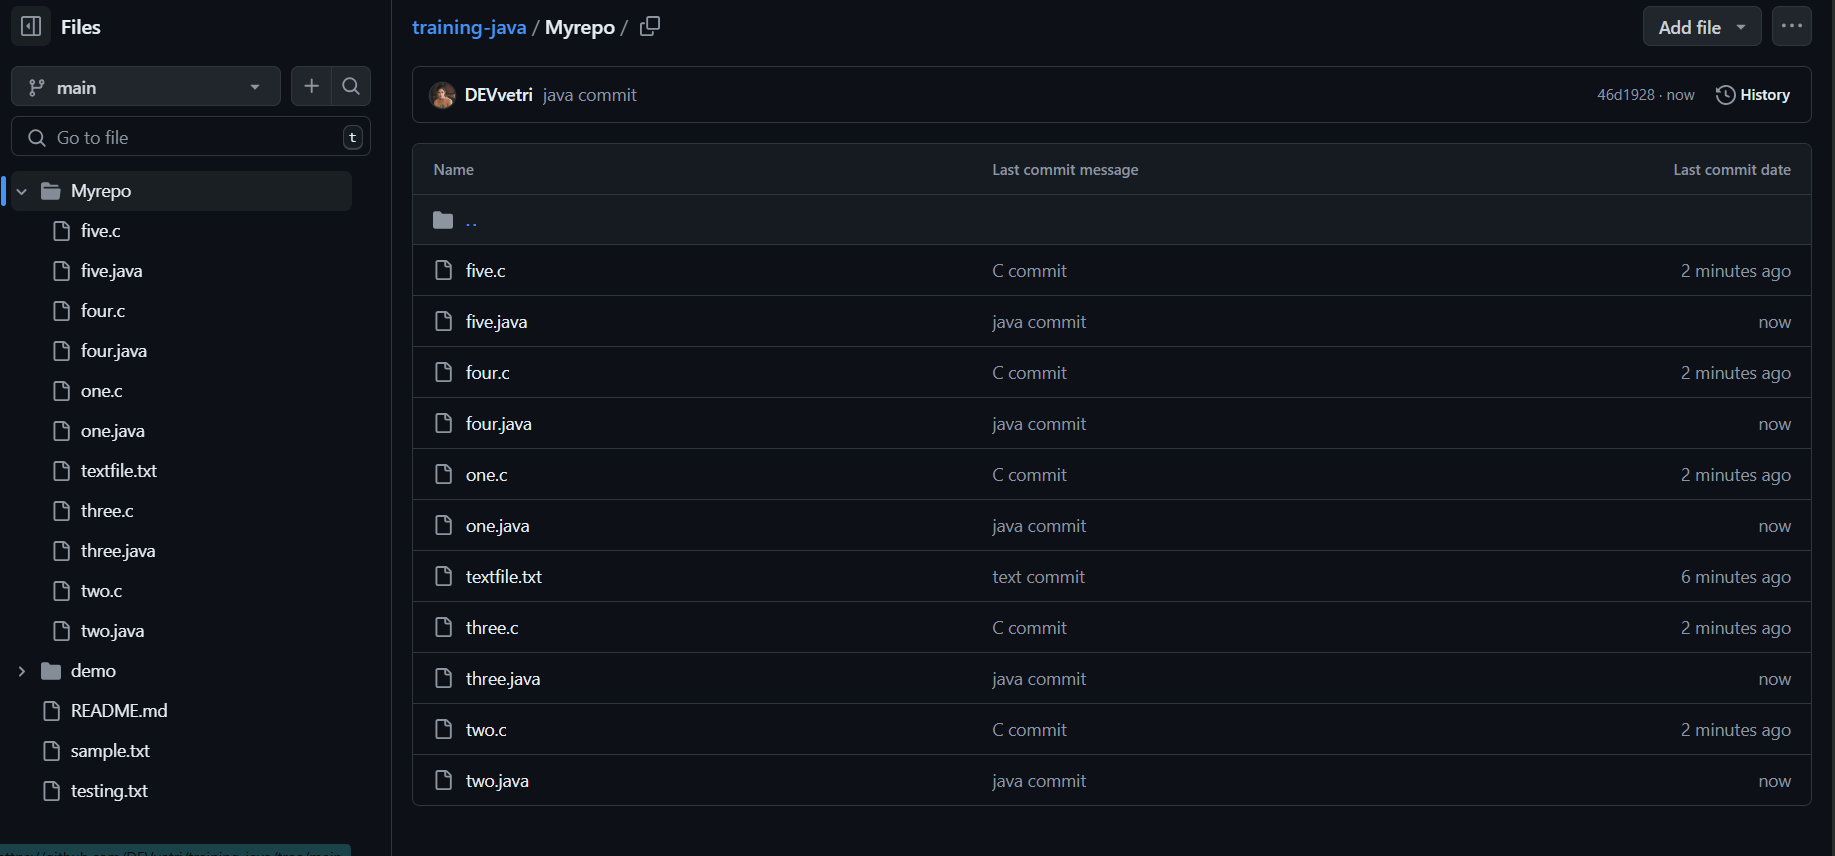 Files
main
Go to file
t
Myrepo
five.c
five.java
four.c
four.java
one.c
one.java
textfile.txt
three.c
three.java
two.c
two.java
demo
README.md
sample.txt
testing.txt
training-java / Myrepo /
Add file
DEVvetri java commit
46d1928 · now
History
Name Last commit message Last commit date
..
five.c C commit 2 minutes ago
five.java java commit now
four.c C commit 2 minutes ago
four.java java commit now
one.c C commit 2 minutes ago
one.java java commit now
textfile.txt text commit 6 minutes ago
three.c C commit 2 minutes ago
three.java java commit now
two.c C commit 2 minutes ago
two.java java commit now